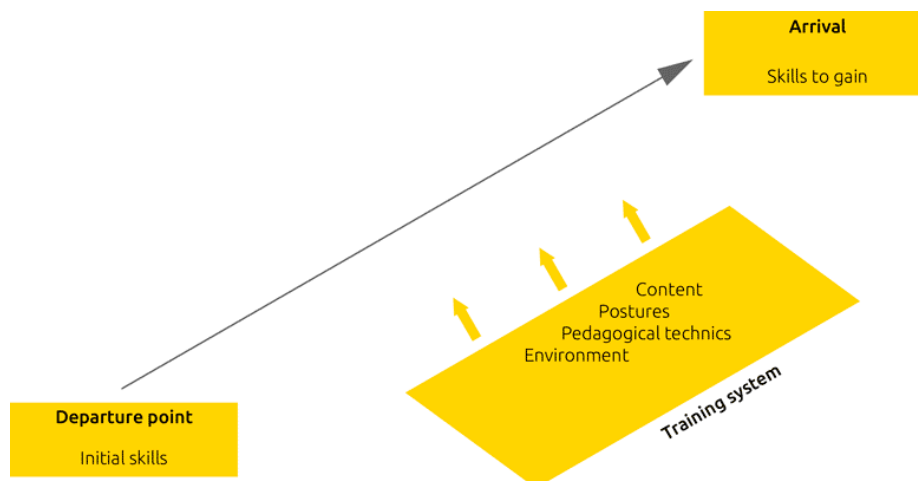 Arrival
Skills to gain
Content
Postures
Pedagogical technics
Environment
Training system
Departure point
Initial skills